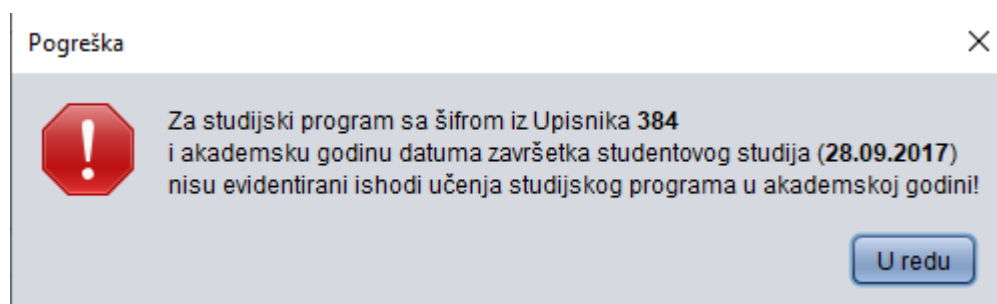 Pogreška
Za studijski program sa šifrom iz Upisnika 384
i akademsku godinu datuma završetka studentovog studija (28.09.2017)
nisu evidentirani ishodi učenja studijskog programa u akademskoj godini!
U redu